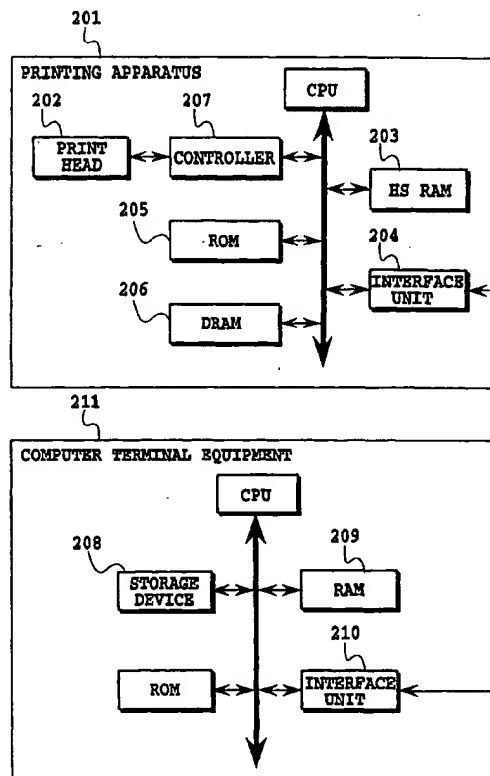 201
PRINTING APPARATUS
CPU
202
207
PRINT
HEAD
CONTROLLER
203
HS RAM
205
ROM
204
INTERFACE
UNIT
206
DRAM
211
COMPUTER TERMINAL EQUIPMENT
CPU
208
STORAGE
DEVICE
209
RAM
210
ROM
INTERFACE
UNIT